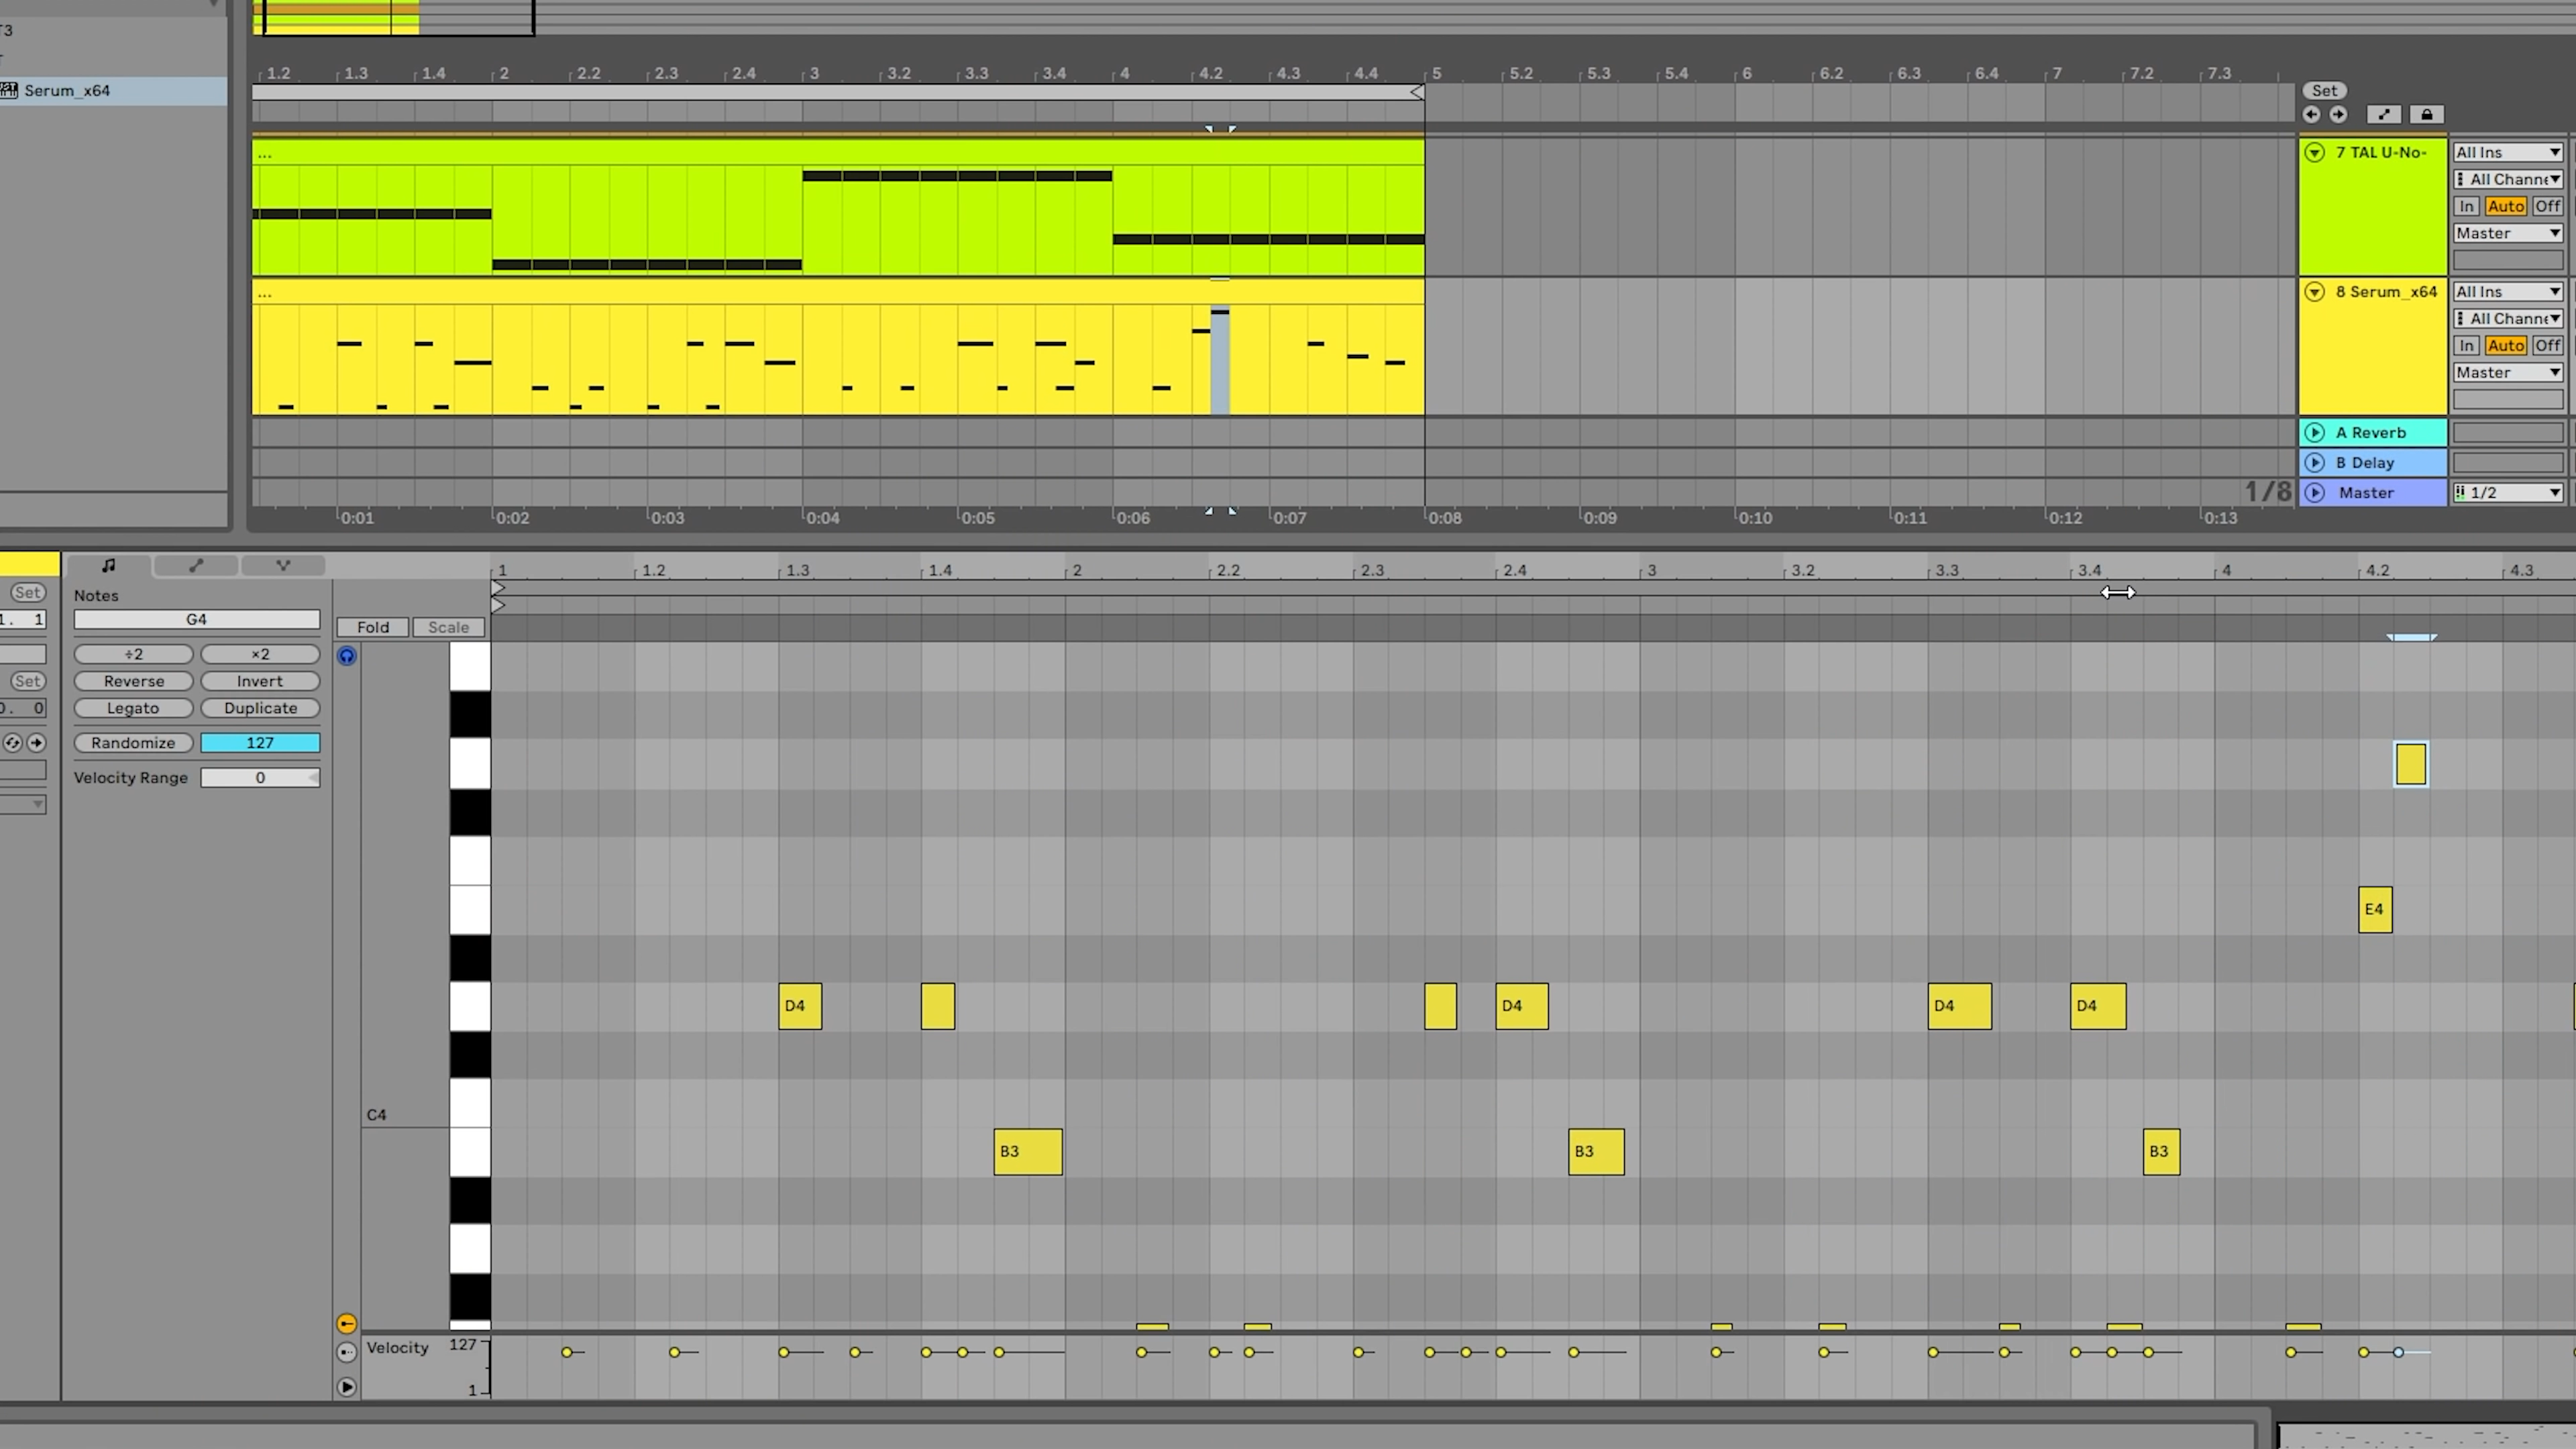 T3
Serum_x64
1.2 1.3 1.4 2 2.2 2.3 2.4 3 3.2 3.3 3.4 4 4.2 4.3 4.4 5 5.2 5.3 5.4 6 6.2 6.3 6.4 7 7.2 7.3
Set
...
7 TAL U-No-
All Ins
All Channe
In Auto Off
Master
...
8 Serum_x64
All Ins
All Channe
In Auto Off
Master
A Reverb
B Delay
1/8
Master
1/2
0:01 0:02 0:03 0:04 0:05 0:06 0:07 0:08 0:09 0:10 0:11 0:12 0:13
1 1.2 1.3 1.4 2 2.2 2.3 2.4 3 3.2 3.3 3.4 4 4.2 4.3
Set
Notes
1. 1
G4
Fold Scale
÷2 ×2
Set
Reverse Invert
0. 0
Legato Duplicate
Randomize 127
Velocity Range 0
E4
D4 D4 D4 D4
C4
B3 B3 B3
Velocity 127
1